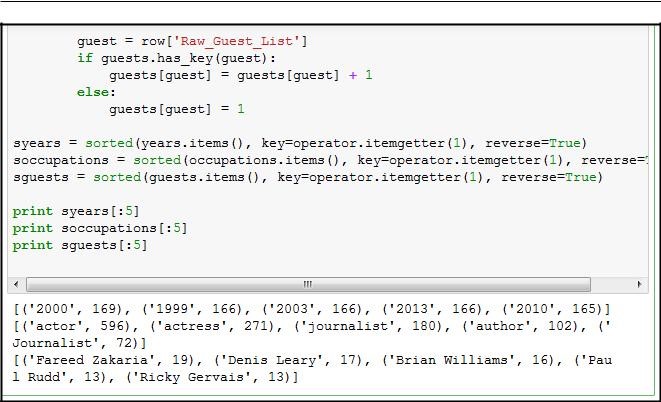 guest = row['Raw_Guest_List']
if guests.has_key(guest):
guests[guest] = guests[guest] + 1
else:
guests[guest] = 1
syears = sorted(years.items(), key=operator.itemgetter(1), reverse=True)
soccupations = sorted(occupations.items(), key=operator.itemgetter(1), reverse=
sguests = sorted(guests.items(), key=operator.itemgetter(1), reverse=True)
print syears[:5]
print soccupations[:5]
print sguests[:5]
[('2000', 169), ('1999', 166), ('2003', 166), ('2013', 166), ('2010', 165)]
[('actor', 596), ('actress', 271), ('journalist', 180), ('author', 102), ('
Journalist', 72)]
[('Fareed Zakaria', 19), ('Denis Leary', 17), ('Brian Williams', 16), ('Pau
l Rudd', 13), ('Ricky Gervais', 13)]